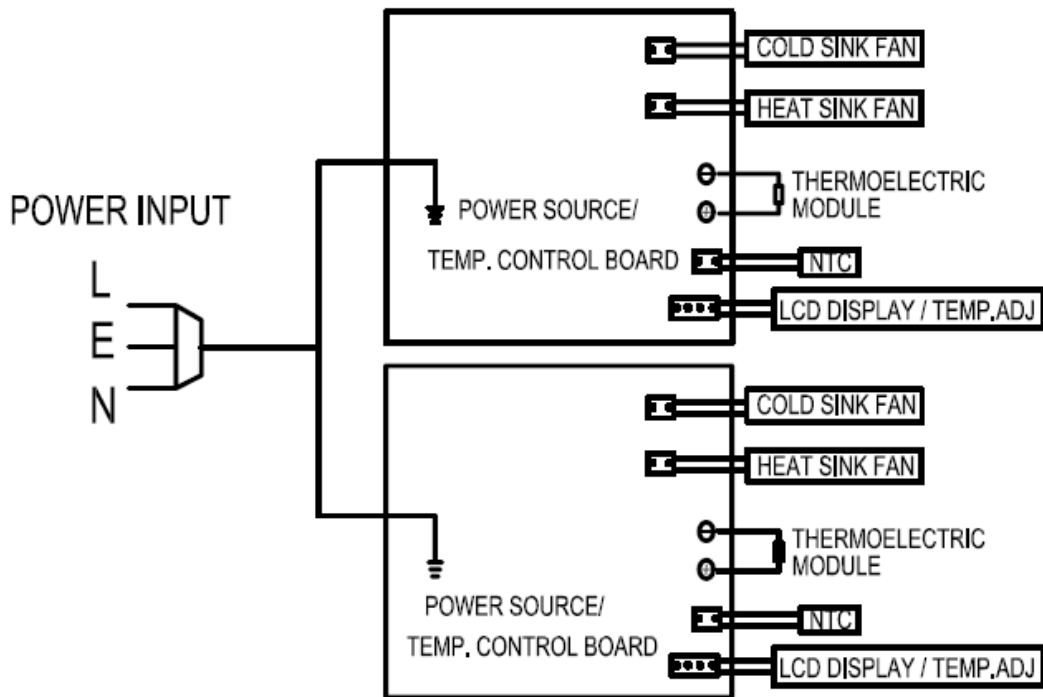 POWER INPUT
L
E
N
COLD SINK FAN
HEAT SINK FAN
THERMOELECTRIC
MODULE
POWER SOURCE/
TEMP. CONTROL BOARD
NTC
LCD DISPLAY / TEMP.ADJ
COLD SINK FAN
HEAT SINK FAN
THERMOELECTRIC
MODULE
POWER SOURCE/
TEMP. CONTROL BOARD
NTC
LCD DISPLAY / TEMP.ADJ